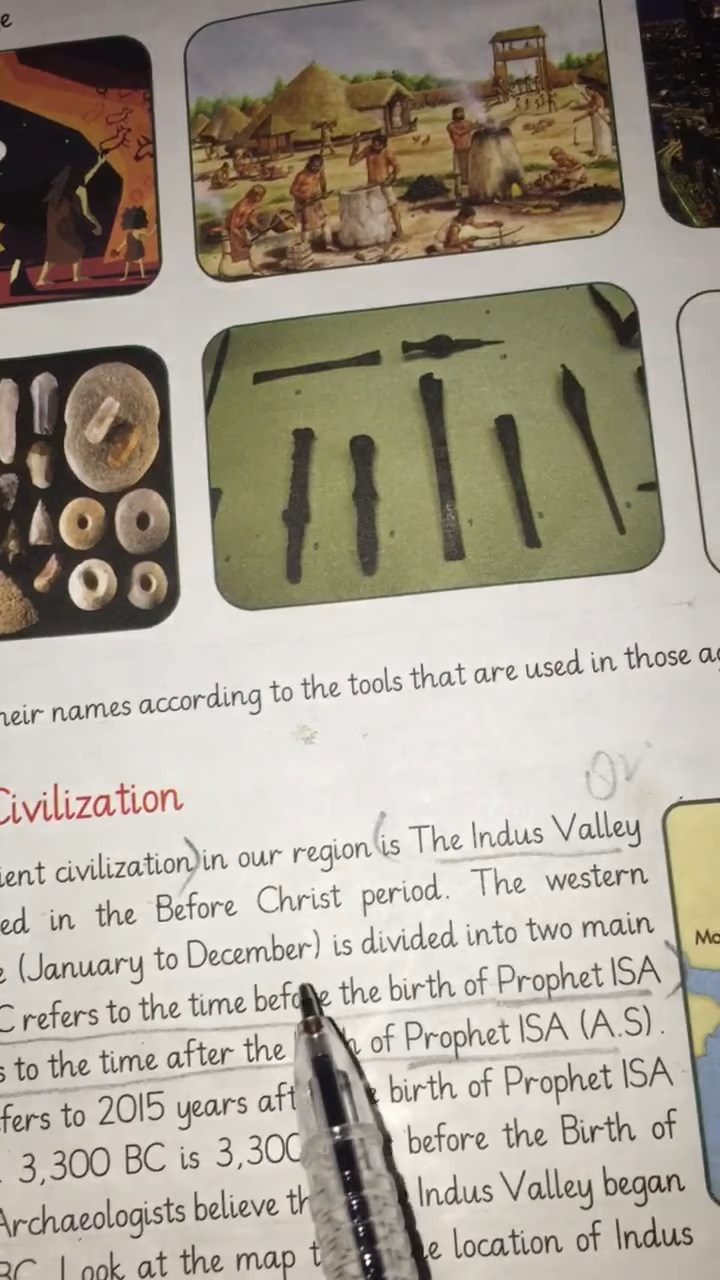 e
heir names according to the tools that are used in those a
Civilization
ient civilization) in our region (is The Indus Valley
ed in the Before Christ period. The western
e (January to December) is divided into two main
C refers to the time before the birth of Prophet ISA)
s to the time after the of Prophet ISA (A.S).
fers to 2015 years birth of Prophet ISA
3,300 BC is before the Birth of
Archaeologists believe Indus Valley began
BC. Look at the map location of Indus